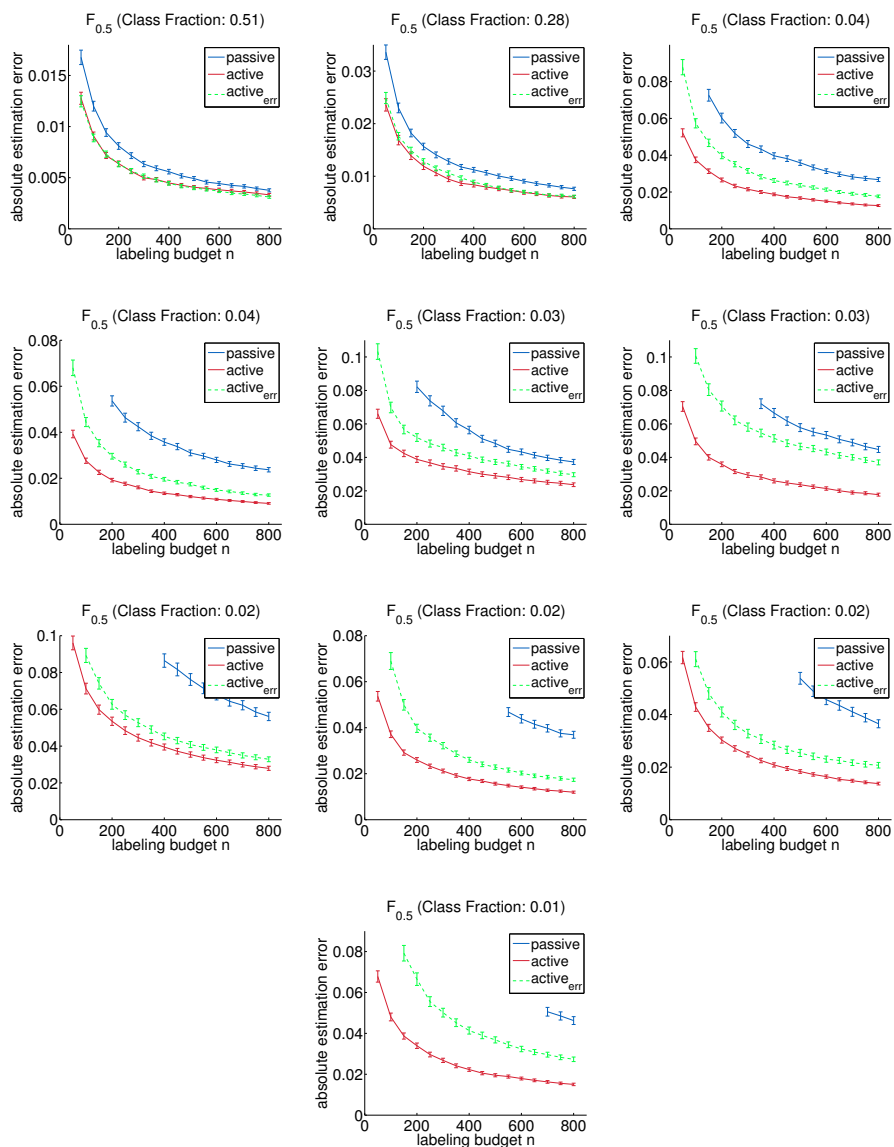 F0.5 (Class Fraction: 0.51)
absolute estimation error
0.015
0.01
0.005
0
0 200 400 600 800
labeling budget n
passive
active
activeerr
F0.5 (Class Fraction: 0.28)
absolute estimation error
0.03
0.02
0.01
0
0 200 400 600 800
labeling budget n
passive
active
activeerr
F0.5 (Class Fraction: 0.04)
absolute estimation error
0.08
0.06
0.04
0.02
0
0 200 400 600 800
labeling budget n
passive
active
activeerr
F0.5 (Class Fraction: 0.04)
absolute estimation error
0.08
0.06
0.04
0.02
0
0 200 400 600 800
labeling budget n
passive
active
activeerr
F0.5 (Class Fraction: 0.03)
absolute estimation error
0.1
0.08
0.06
0.04
0.02
0
0 200 400 600 800
labeling budget n
passive
active
activeerr
F0.5 (Class Fraction: 0.03)
absolute estimation error
0.1
0.08
0.06
0.04
0.02
0
0 200 400 600 800
labeling budget n
passive
active
activeerr
F0.5 (Class Fraction: 0.02)
absolute estimation error
0.1
0.08
0.06
0.04
0.02
0
0 200 400 600 800
labeling budget n
passive
active
activeerr
F0.5 (Class Fraction: 0.02)
absolute estimation error
0.08
0.06
0.04
0.02
0
0 200 400 600 800
labeling budget n
passive
active
activeerr
F0.5 (Class Fraction: 0.02)
absolute estimation error
0.06
0.04
0.02
0
0 200 400 600 800
labeling budget n
passive
active
activeerr
F0.5 (Class Fraction: 0.01)
absolute estimation error
0.08
0.06
0.04
0.02
0
0 200 400 600 800
labeling budget n
passive
active
activeerr